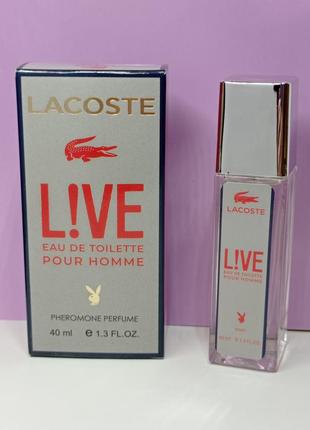 LACOSTE
L!VE
EAU DE TOILETTE
POUR HOMME
PHEROMONE PERFUME
40 ml e 1.3 FL.OZ.
LACOSTE
L!VE
EAU DE TOILETTE
POUR HOMME